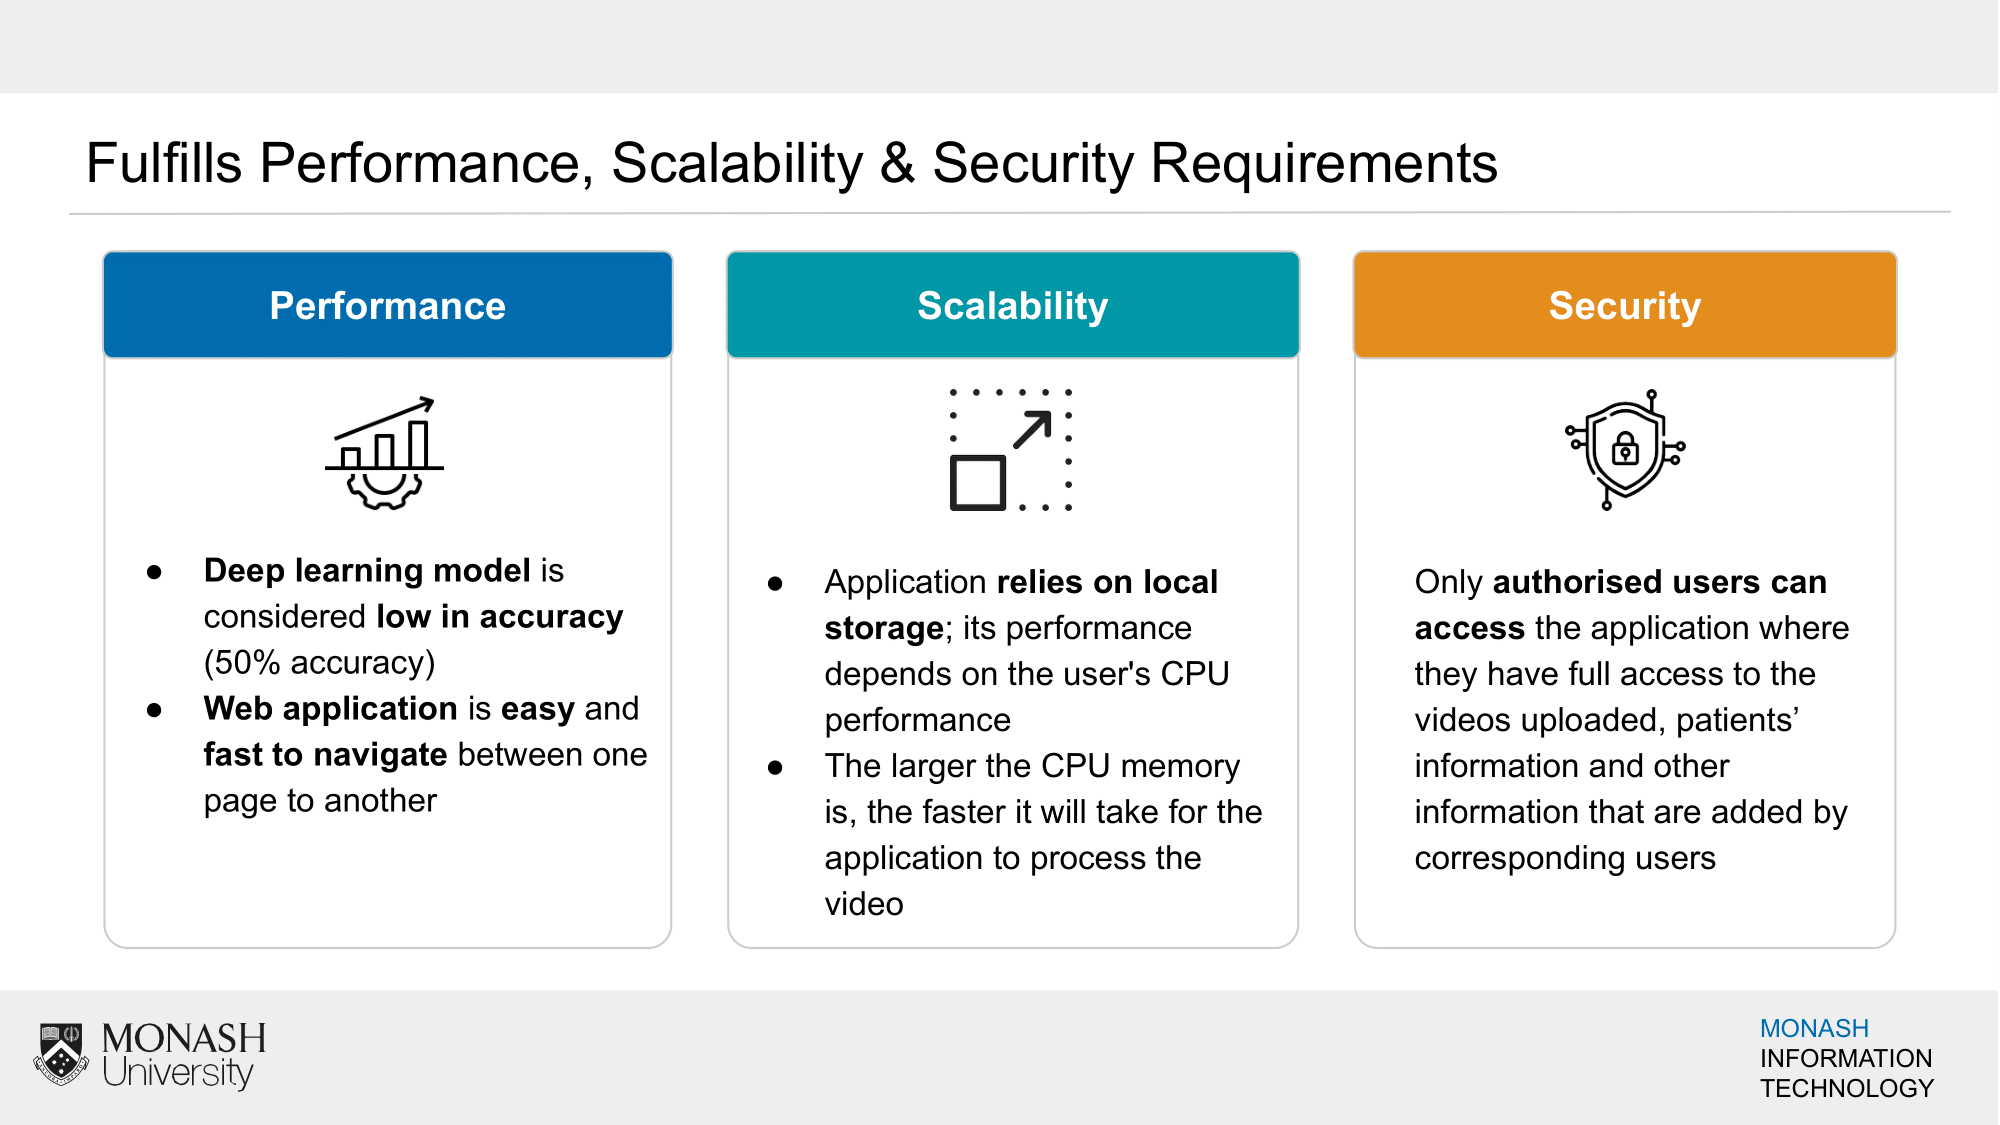 Fulfills Performance, Scalability & Security Requirements
Performance
● Deep learning model is
considered low in accuracy
(50% accuracy)
● Web application is easy and
fast to navigate between one
page to another
Scalability
● Application relies on local
storage; its performance
depends on the user's CPU
performance
● The larger the CPU memory
is, the faster it will take for the
application to process the
video
Security
Only authorised users can
access the application where
they have full access to the
videos uploaded, patients’
information and other
information that are added by
corresponding users
MONASH
University
MONASH
INFORMATION
TECHNOLOGY